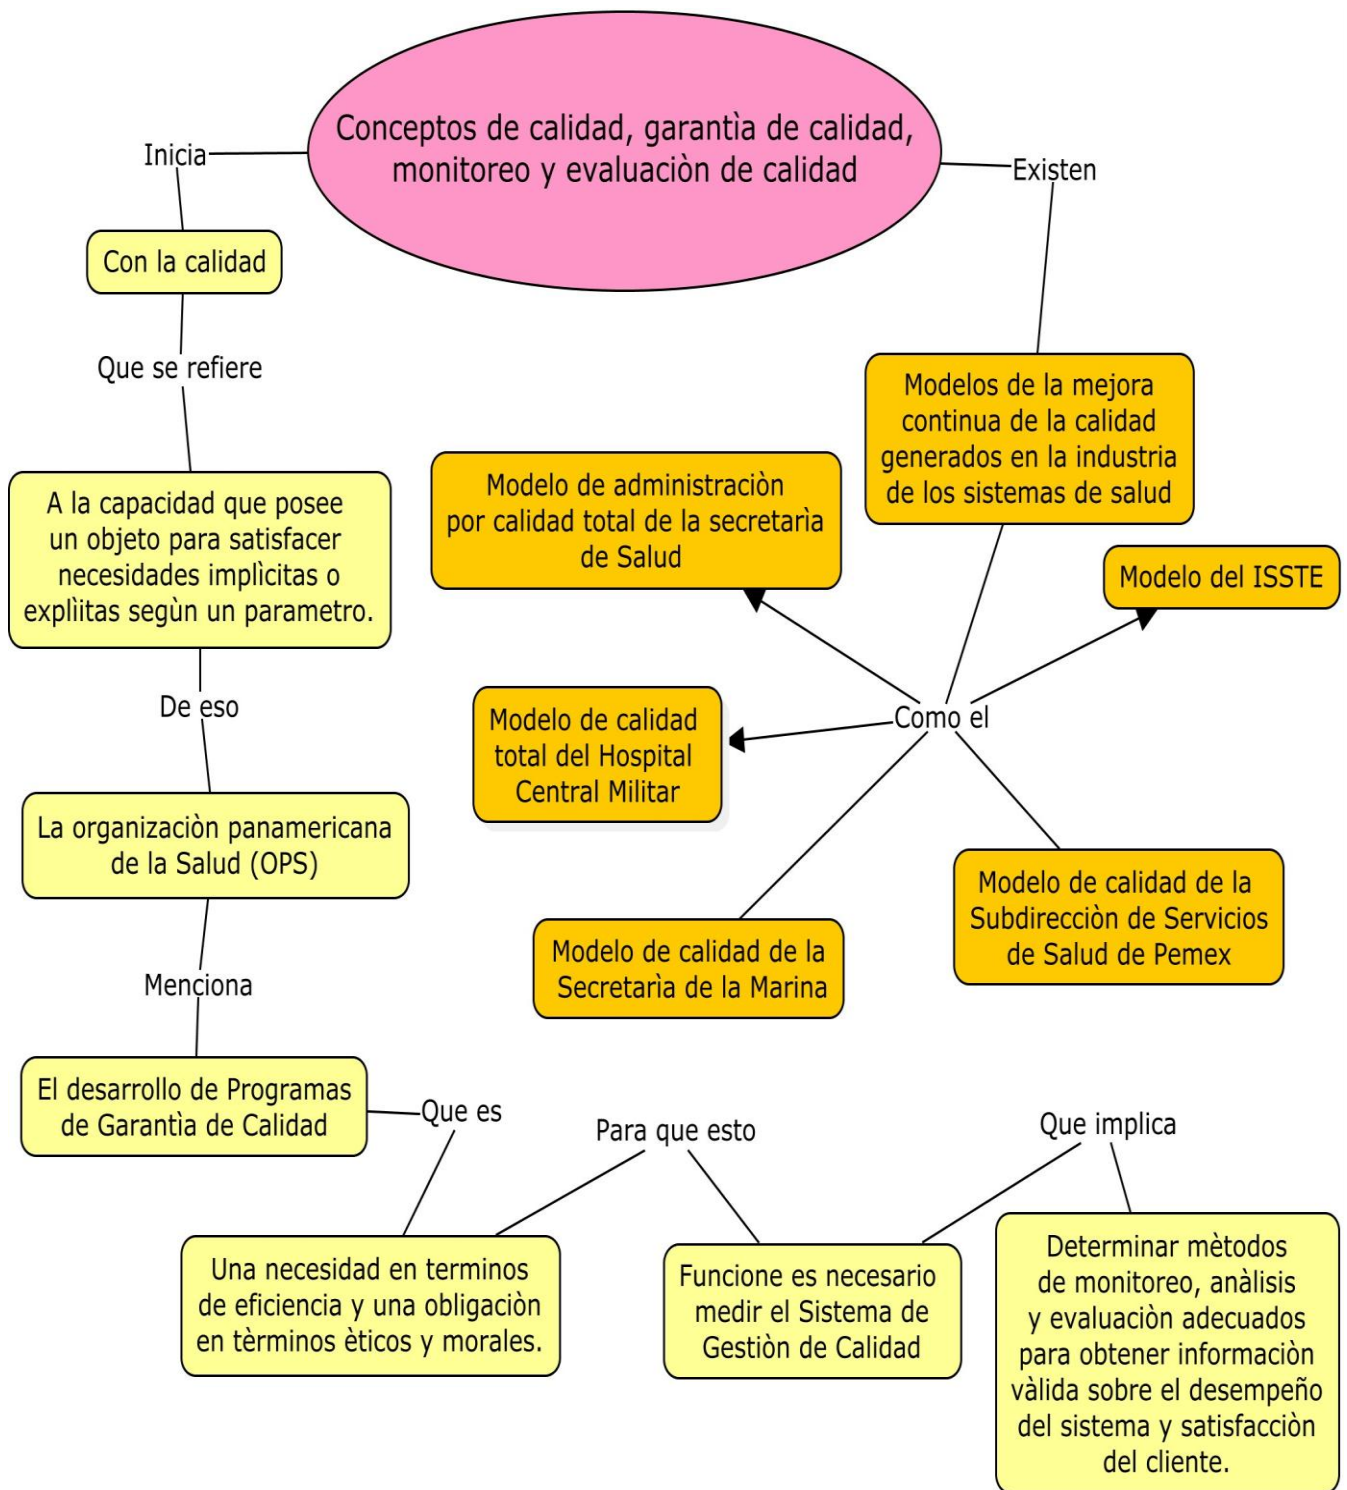 Conceptos de calidad, garantìa de calidad,
monitoreo y evaluaciòn de calidad
Inicia
Con la calidad
Que se refiere
A la capacidad que posee
un objeto para satisfacer
necesidades implìcitas o
explìitas segùn un parametro.
De eso
La organizaciòn panamericana
de la Salud (OPS)
Menciona
El desarrollo de Programas
de Garantìa de Calidad
Que es
Una necesidad en terminos
de eficiencia y una obligaciòn
en tèrminos èticos y morales.
Para que esto
Funcione es necesario
medir el Sistema de
Gestiòn de Calidad
Que implica
Determinar mètodos
de monitoreo, anàlisis
y evaluaciòn adecuados
para obtener informaciòn
vàlida sobre el desempeño
del sistema y satisfacciòn
del cliente.
Existen
Modelos de la mejora
continua de la calidad
generados en la industria
de los sistemas de salud
Como el
Modelo de administraciòn
por calidad total de la secretarìa
de Salud
Modelo del ISSTE
Modelo de calidad
total del Hospital
Central Militar
Modelo de calidad de la
Secretarìa de la Marina
Modelo de calidad de la
Subdirecciòn de Servicios
de Salud de Pemex